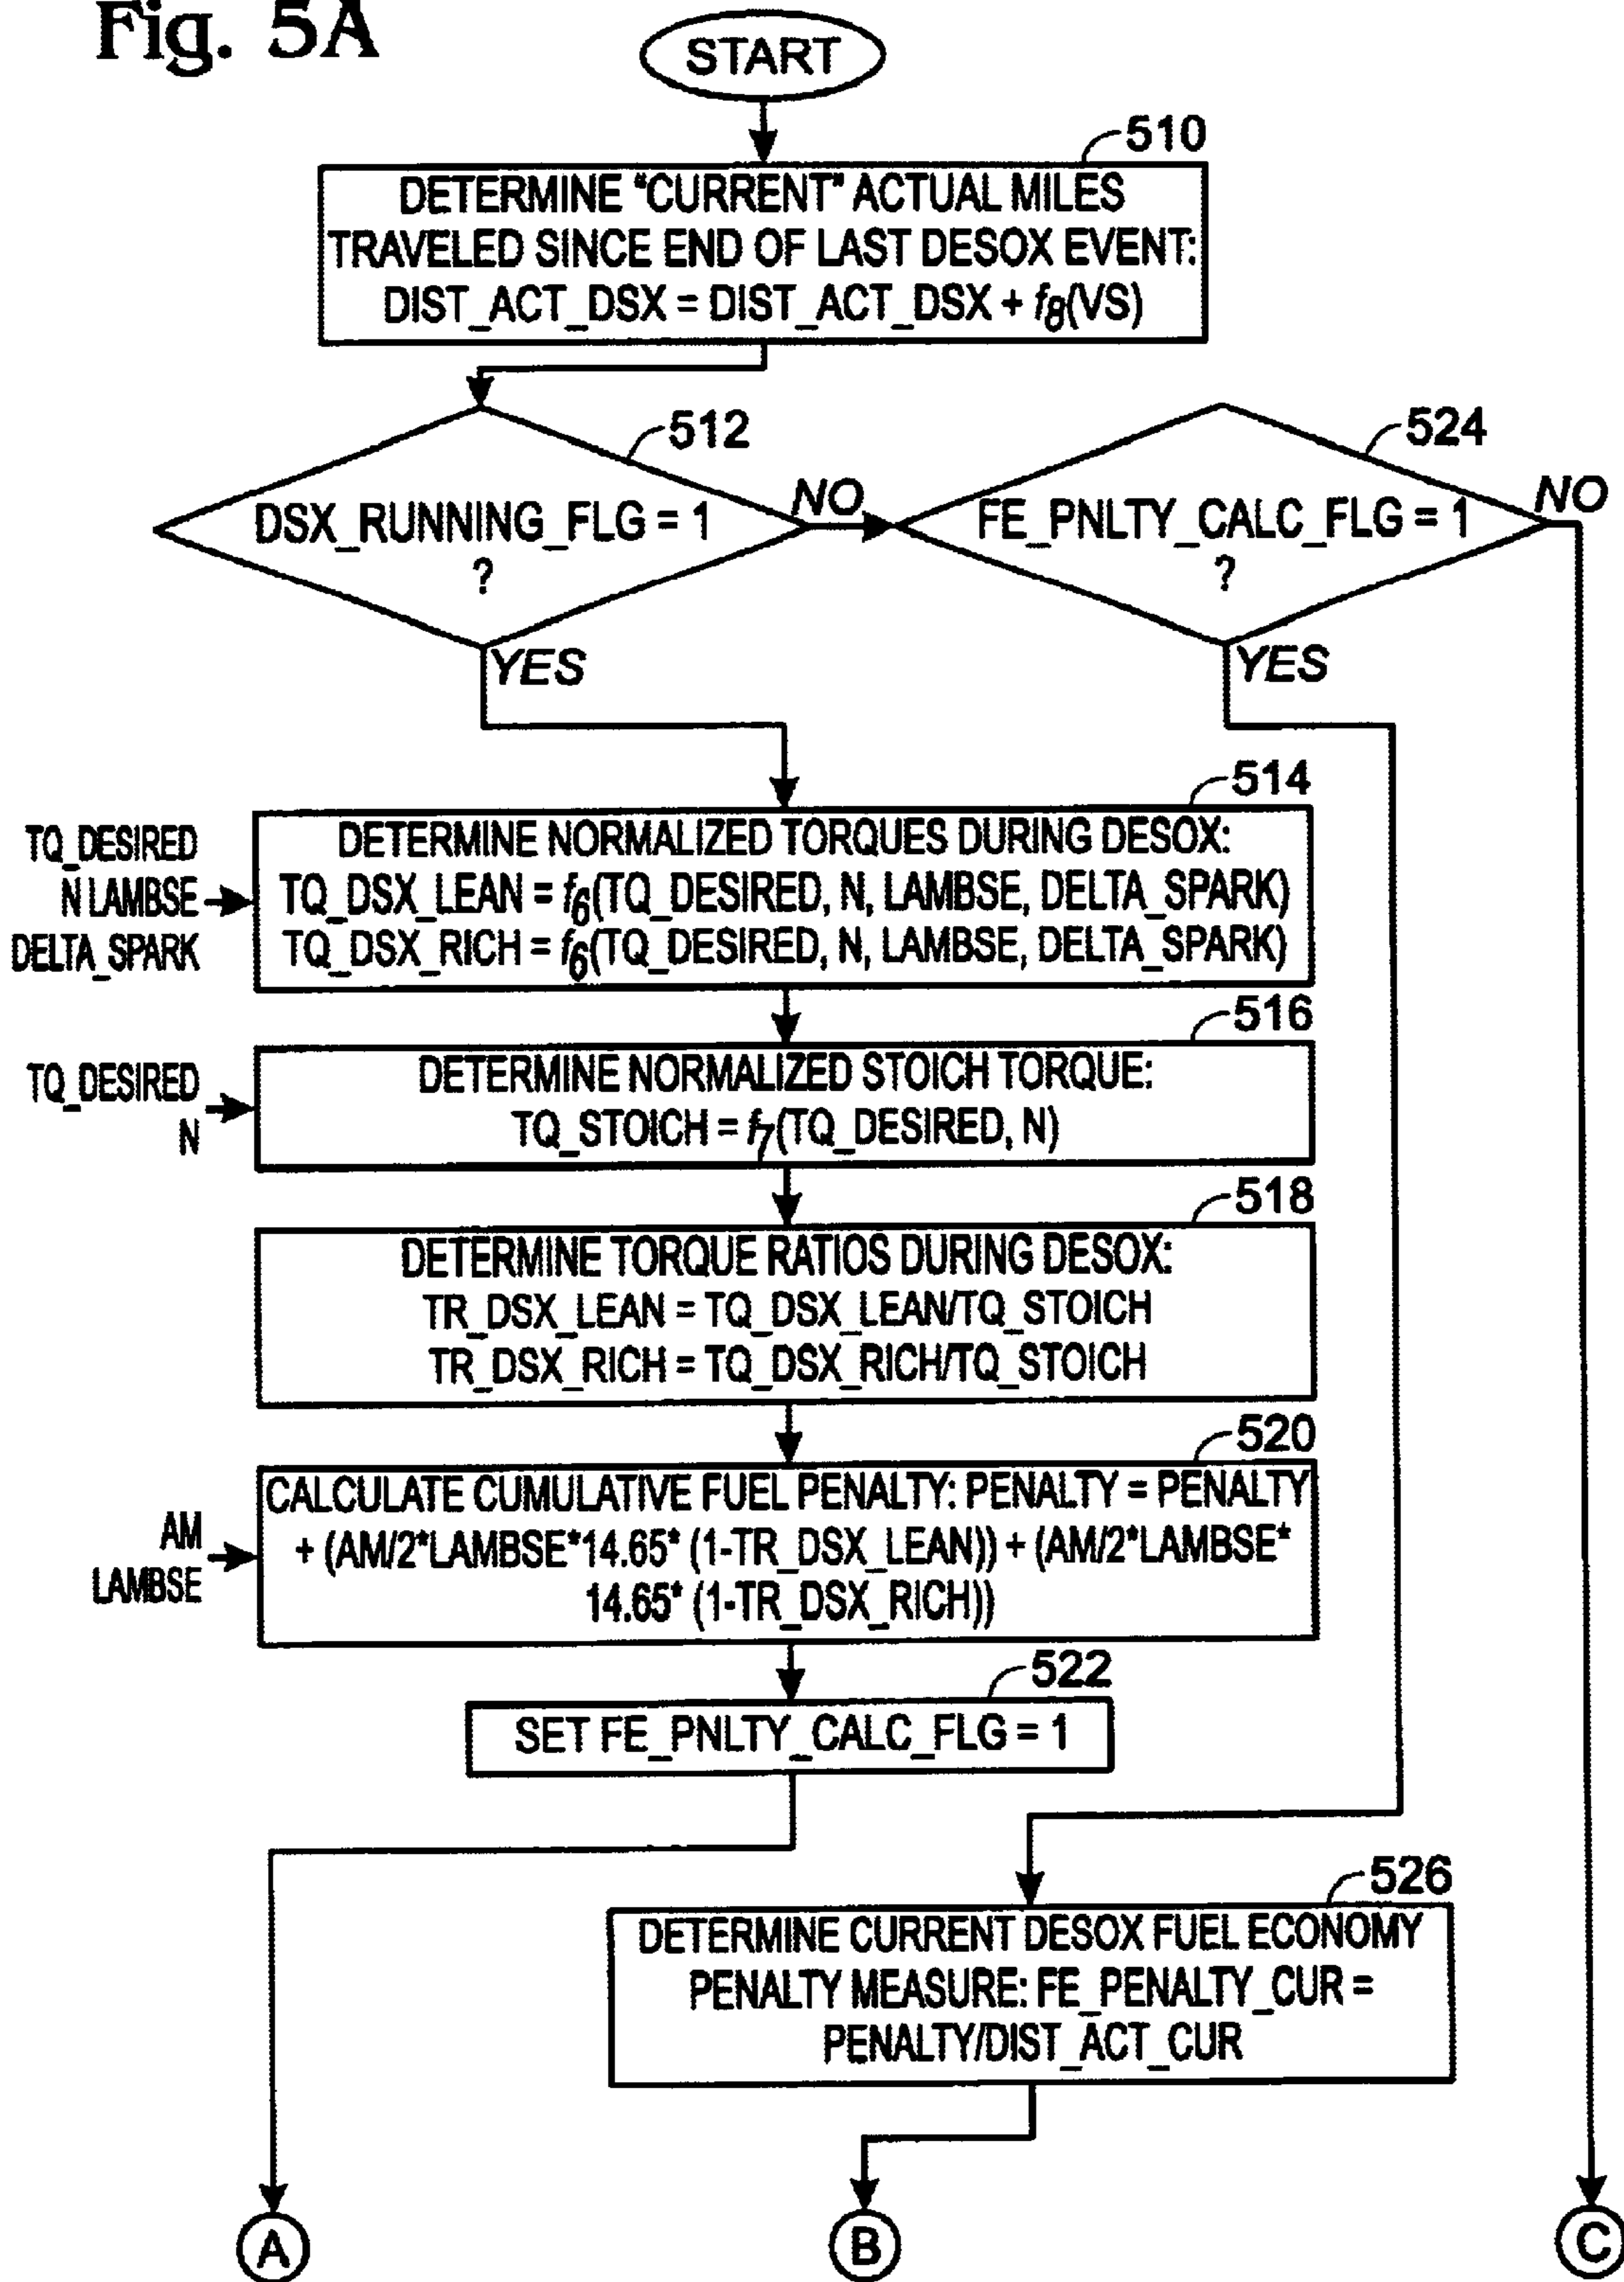 Fig. 5A
START
510
DETERMINE "CURRENT" ACTUAL MILES
TRAVELED SINCE END OF LAST DESOX EVENT:
DIST_ACT_DSX = DIST_ACT_DSX + f8(VS)
512
DSX_RUNNING_FLG = 1
?
NO
YES
524
FE_PNLTY_CALC_FLG = 1
?
NO
YES
514
TQ_DESIRED
N LAMBSE
DELTA_SPARK
DETERMINE NORMALIZED TORQUES DURING DESOX:
TQ_DSX_LEAN = f6(TQ_DESIRED, N, LAMBSE, DELTA_SPARK)
TQ_DSX_RICH = f6(TQ_DESIRED, N, LAMBSE, DELTA_SPARK)
516
TQ_DESIRED
N
DETERMINE NORMALIZED STOICH TORQUE:
TQ_STOICH = f7(TQ_DESIRED, N)
518
DETERMINE TORQUE RATIOS DURING DESOX:
TR_DSX_LEAN = TQ_DSX_LEAN/TQ_STOICH
TR_DSX_RICH = TQ_DSX_RICH/TQ_STOICH
520
AM
LAMBSE
CALCULATE CUMULATIVE FUEL PENALTY: PENALTY = PENALTY
+ (AM/2*LAMBSE*14.65* (1-TR_DSX_LEAN)) + (AM/2*LAMBSE*
14.65* (1-TR_DSX_RICH))
522
SET FE_PNLTY_CALC_FLG = 1
526
DETERMINE CURRENT DESOX FUEL ECONOMY
PENALTY MEASURE: FE_PENALTY_CUR =
PENALTY/DIST_ACT_CUR
A
B
C